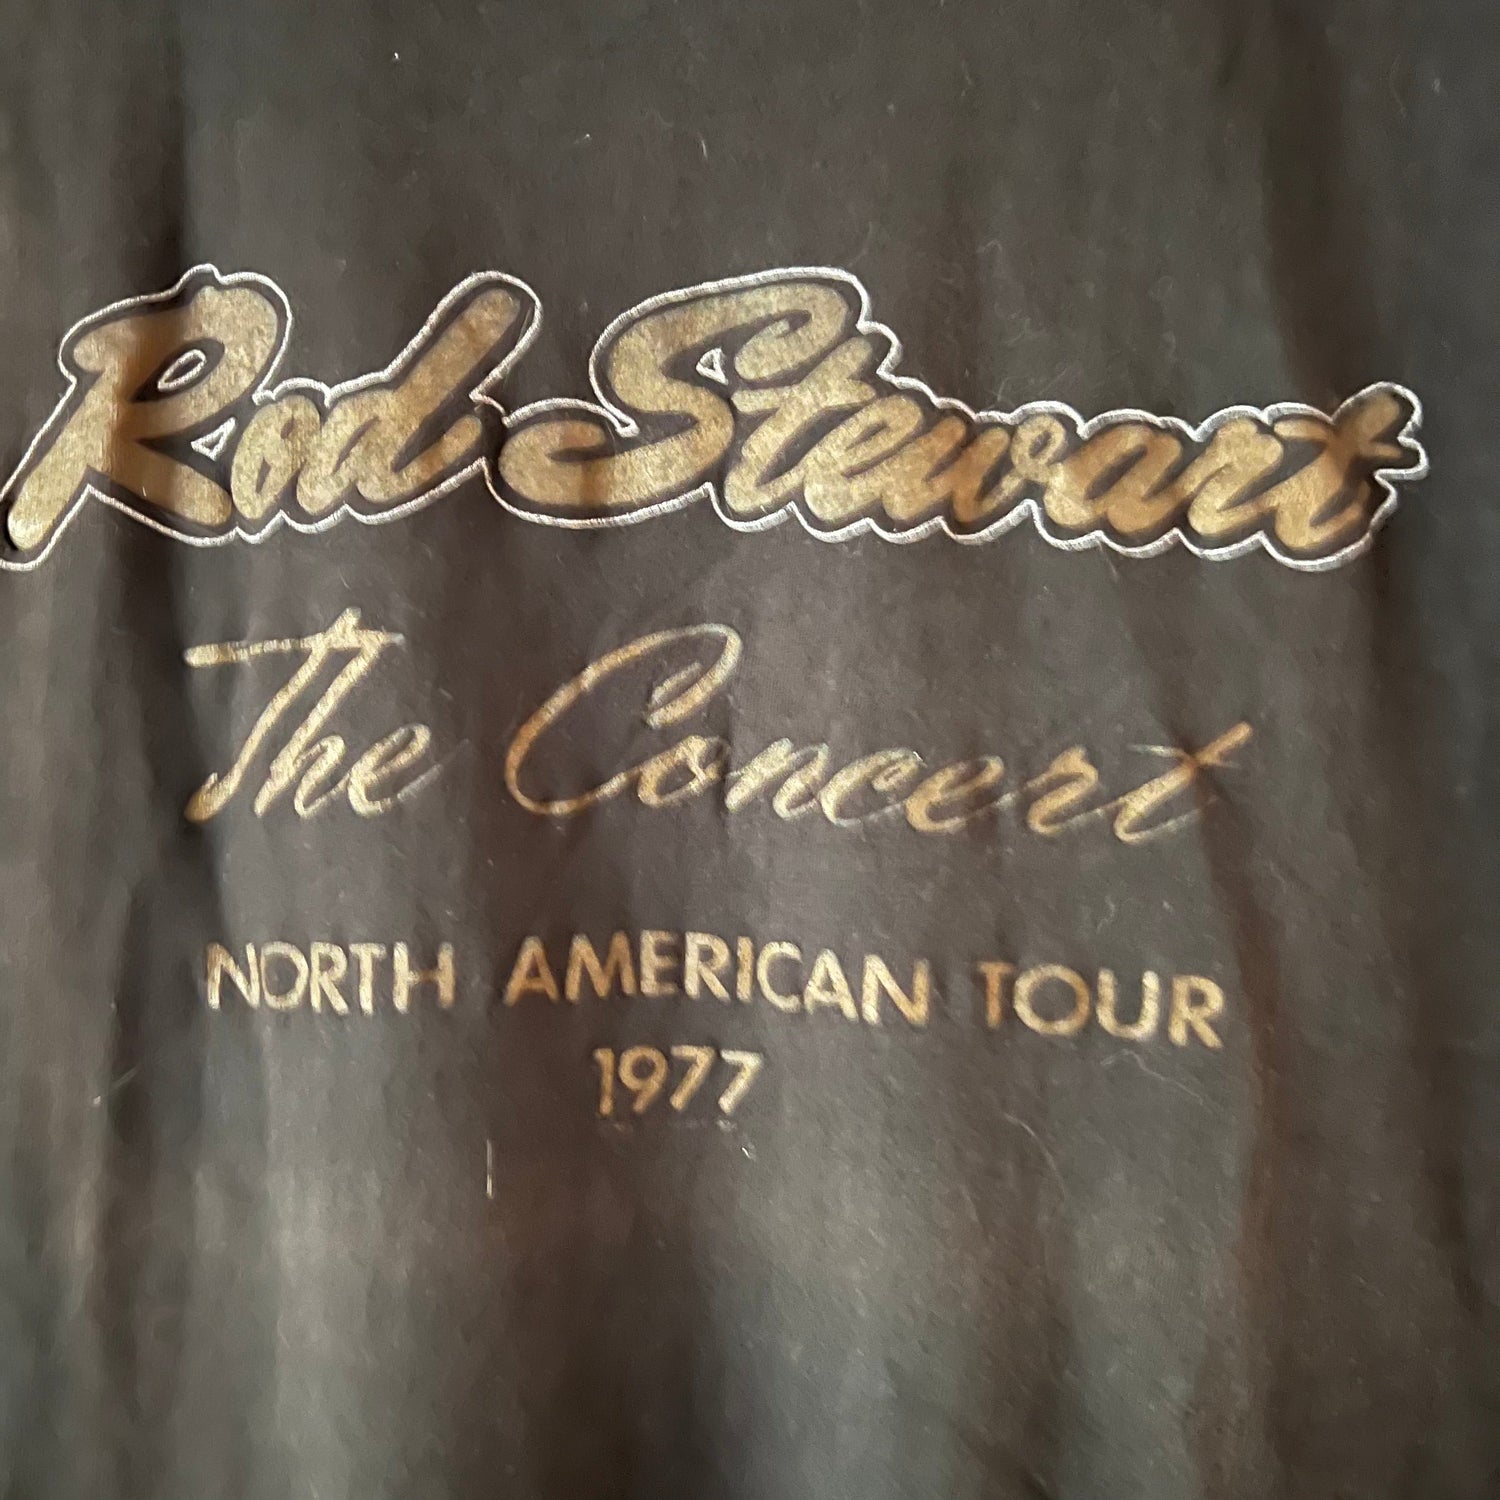 Rod Stewart
The Concert
NORTH AMERICAN TOUR
1977